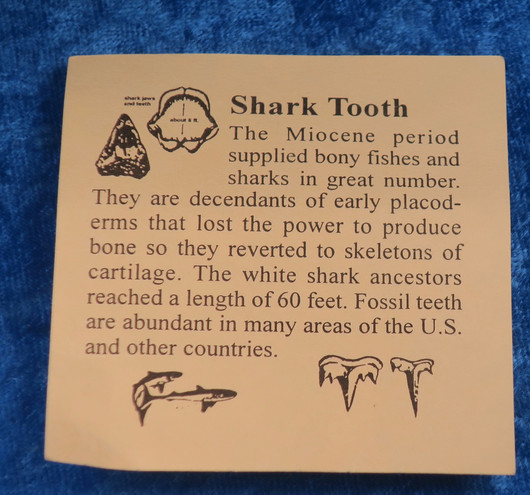 shark jaws
and teeth
about 6 ft.
Shark Tooth
The Miocene period
supplied bony fishes and
sharks in great number.
They are decendants of early placod-
erms that lost the power to produce
bone so they reverted to skeletons of
cartilage. The white shark ancestors
reached a length of 60 feet. Fossil teeth
are abundant in many areas of the U.S.
and other countries.